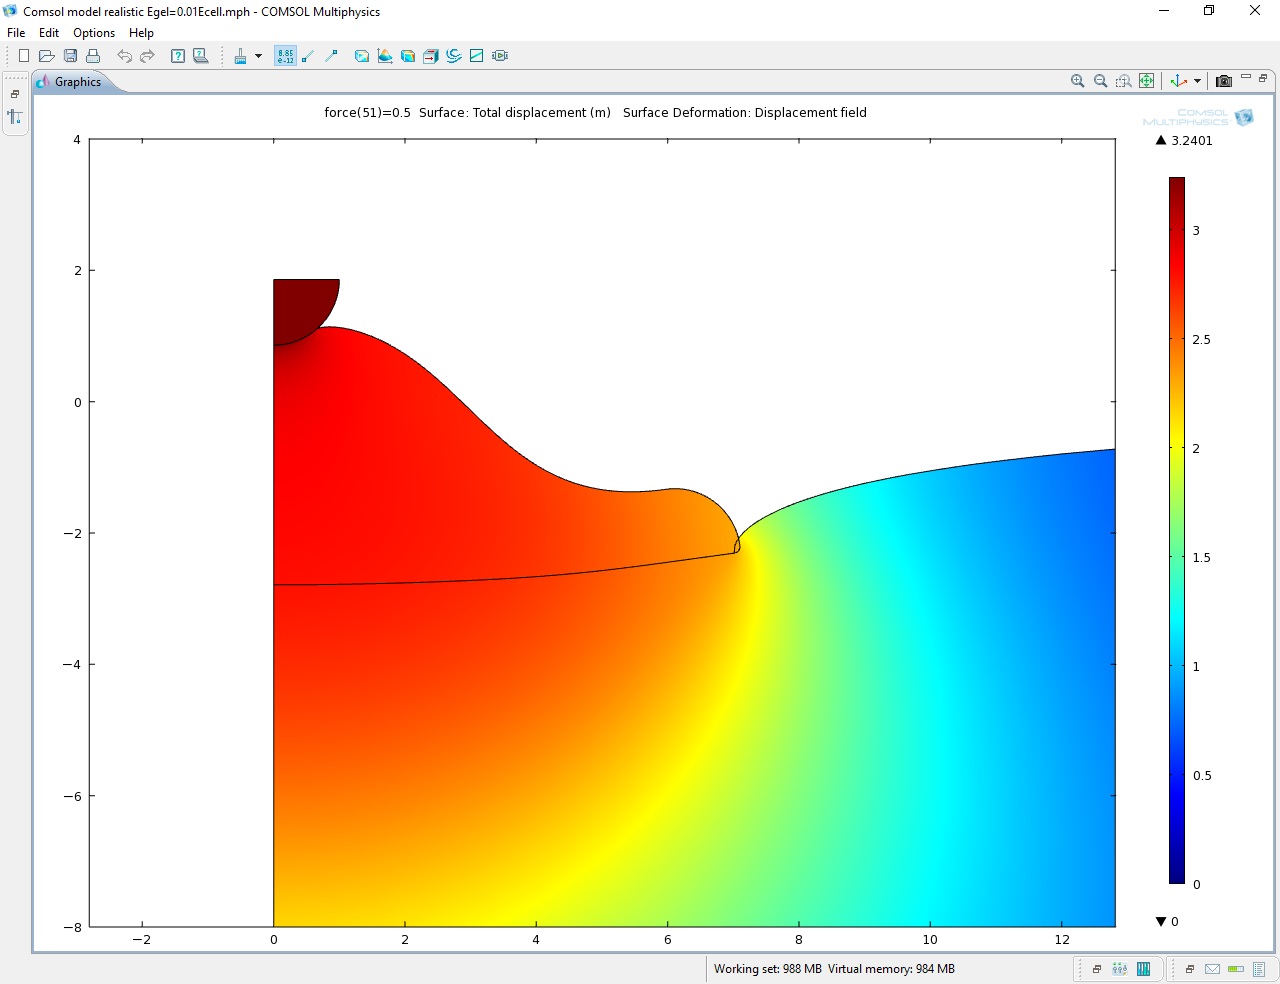 Comsol model realistic Egel=0.01Ecell.mph - COMSOL Multiphysics
File Edit Options Help
8.85
e-12
Graphics
force(51)=0.5 Surface: Total displacement (m) Surface Deformation: Displacement field
COMSOL
MULTIPHYSICS
▲ 3.2401
4
2
0
−2
−4
−6
−8
3
2.5
2
1.5
1
0.5
0
▼ 0
−2 0 2 4 6 8 10 12
Working set: 988 MB Virtual memory: 984 MB